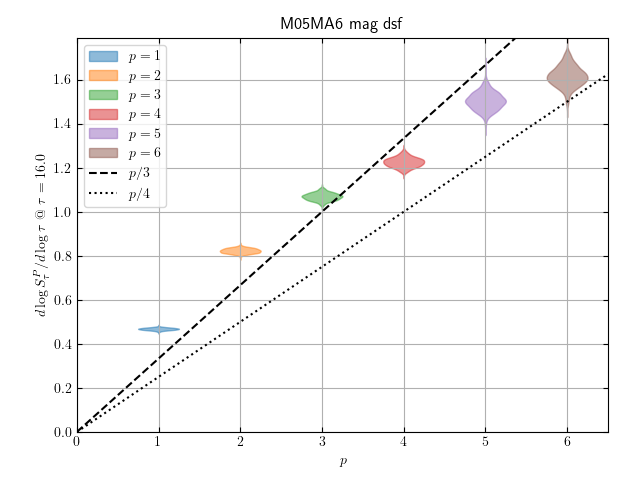 M05MA6 mag dsf
p = 1
p = 2
p = 3
p = 4
p = 5
p = 6
p/3
p/4
d log S_τ^P / d log τ @ τ = 16.0
1.6
1.4
1.2
1.0
0.8
0.6
0.4
0.2
0.0
0 1 2 3 4 5 6
p